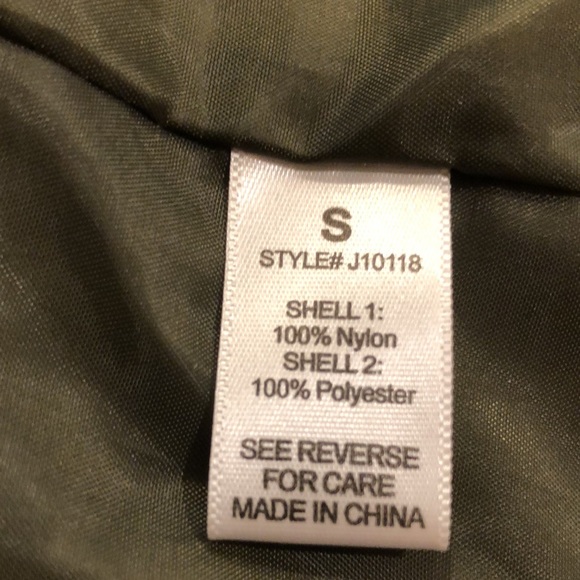 S
STYLE# J10118
SHELL 1:
100% Nylon
SHELL 2:
100% Polyester
SEE REVERSE
FOR CARE
MADE IN CHINA